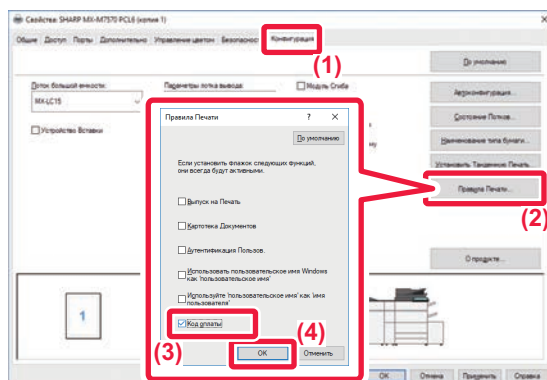 Свойства: SHARP MX-M7570 PCL6 (копия 1)
Общие Доступ Порты Дополнительно Управление цветом Безопасность Конфигурация
(1)
По умолчанию
Лоток большой емкости:
Параметры лотка вывода:
Модуль Сгиба
MX-LC15
Автоконфигурация...
Устройство Вставки
Состояние Лотков...
Наименование типа бумаги...
Установить Тандемную Печать...
Правила Печати...
(2)
О продукте...
Правила Печати
? ×
По умолчанию
Если установить флажок следующих функций,
они всегда будут активными.
Выпуск на Печать
Картотека Документов
Аутентификация Пользов.
Использовать пользовательское имя Windows
как 'пользовательское имя'
Используйте 'пользовательское имя' как 'имя
пользователя'
Код оплаты
(3)
(4)
OK
Отменить
1
OK Отмена Применить Справка